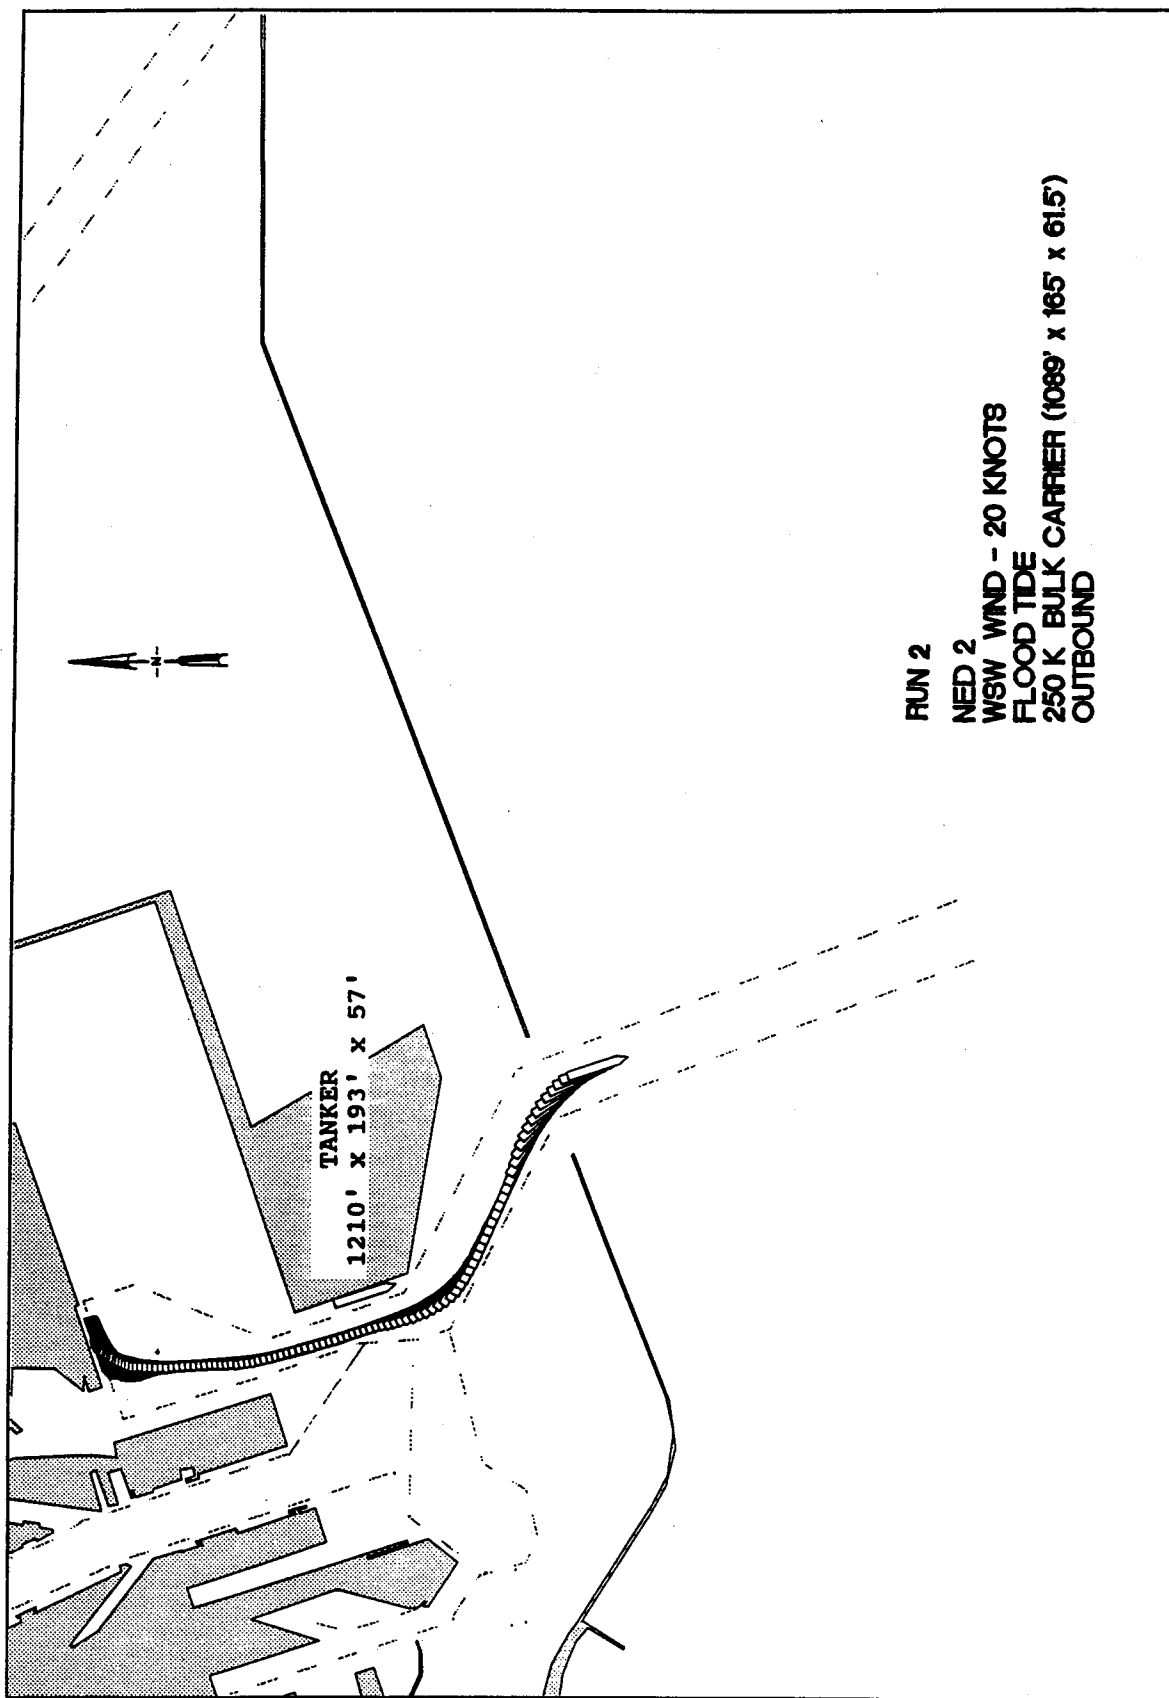 N
TANKER
1210' x 193' x 57'
RUN 2
NED 2
WSW WIND - 20 KNOTS
FLOOD TIDE
250 K BULK CARRIER (1089' x 165' x 61.5')
OUTBOUND